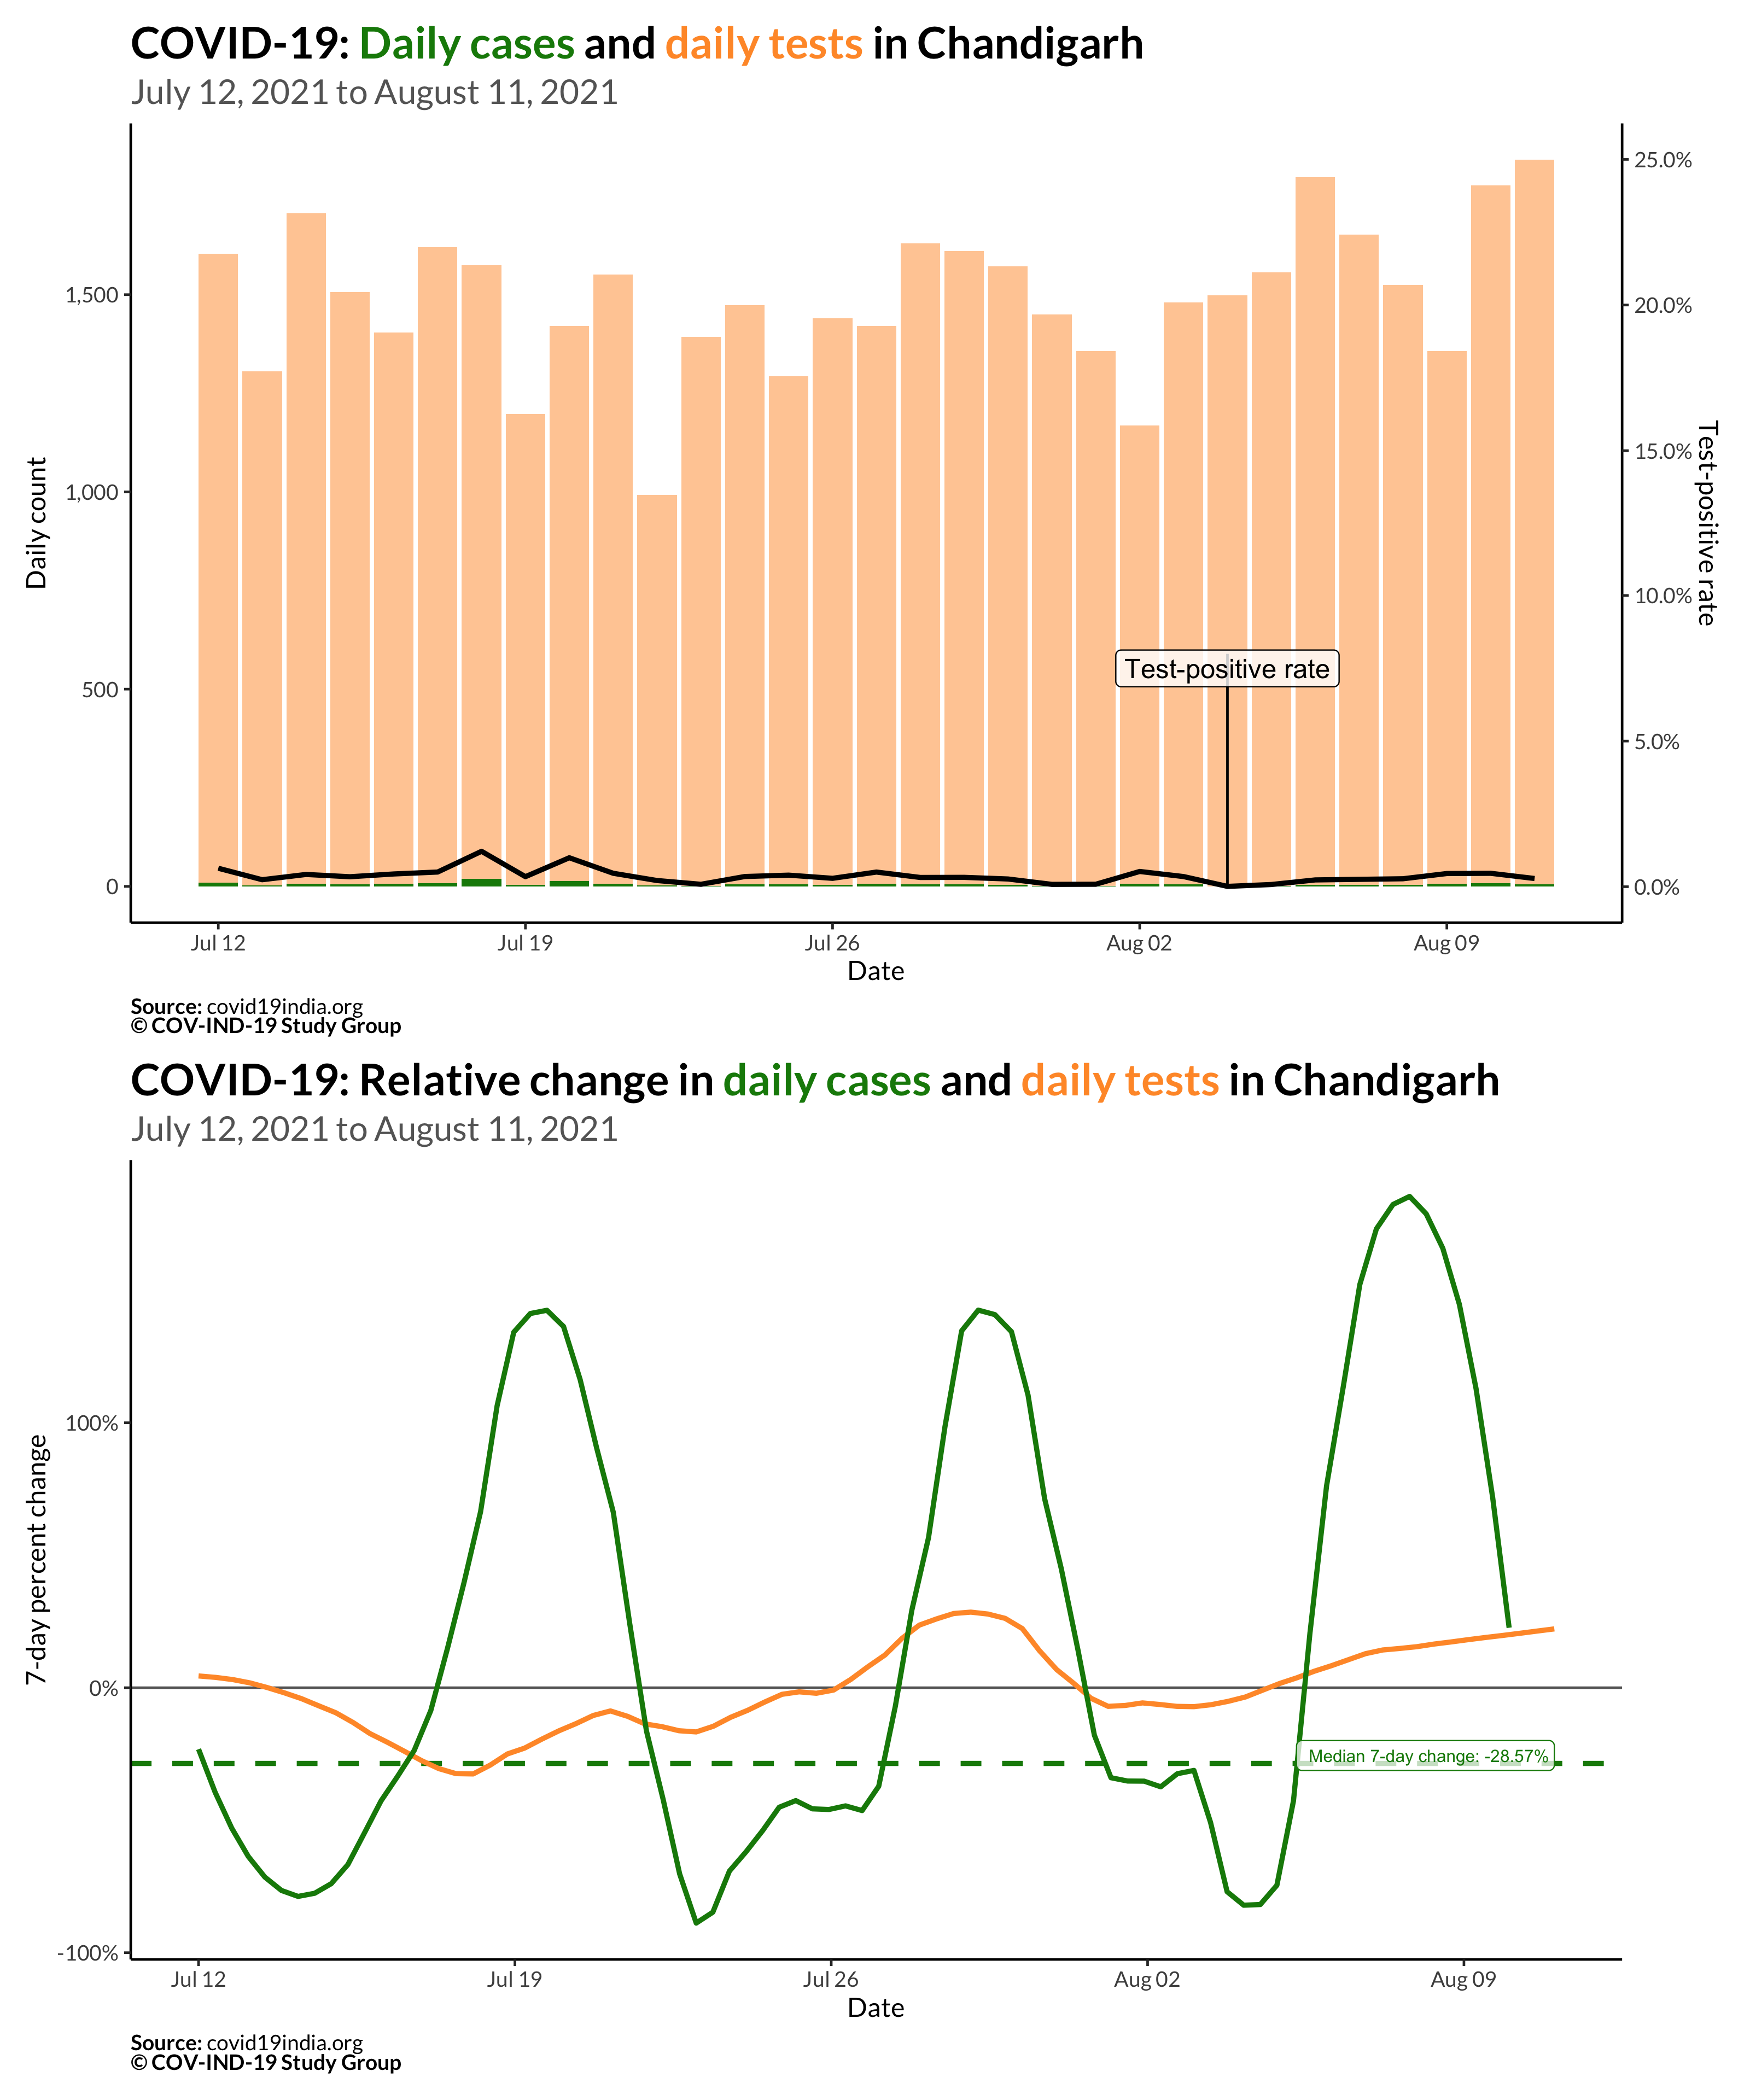 COVID-19: Daily cases and daily tests in Chandigarh
July 12, 2021 to August 11, 2021
Daily count
1,500
1,000
500
0
25.0%
20.0%
15.0%
10.0%
5.0%
0.0%
Test-positive rate
Test-positive rate
Jul 12
Jul 19
Jul 26
Aug 02
Aug 09
Date
Source: covid19india.org
© COV-IND-19 Study Group
COVID-19: Relative change in daily cases and daily tests in Chandigarh
July 12, 2021 to August 11, 2021
7-day percent change
100%
0%
-100%
Median 7-day change: -28.57%
Jul 12
Jul 19
Jul 26
Aug 02
Aug 09
Date
Source: covid19india.org
© COV-IND-19 Study Group